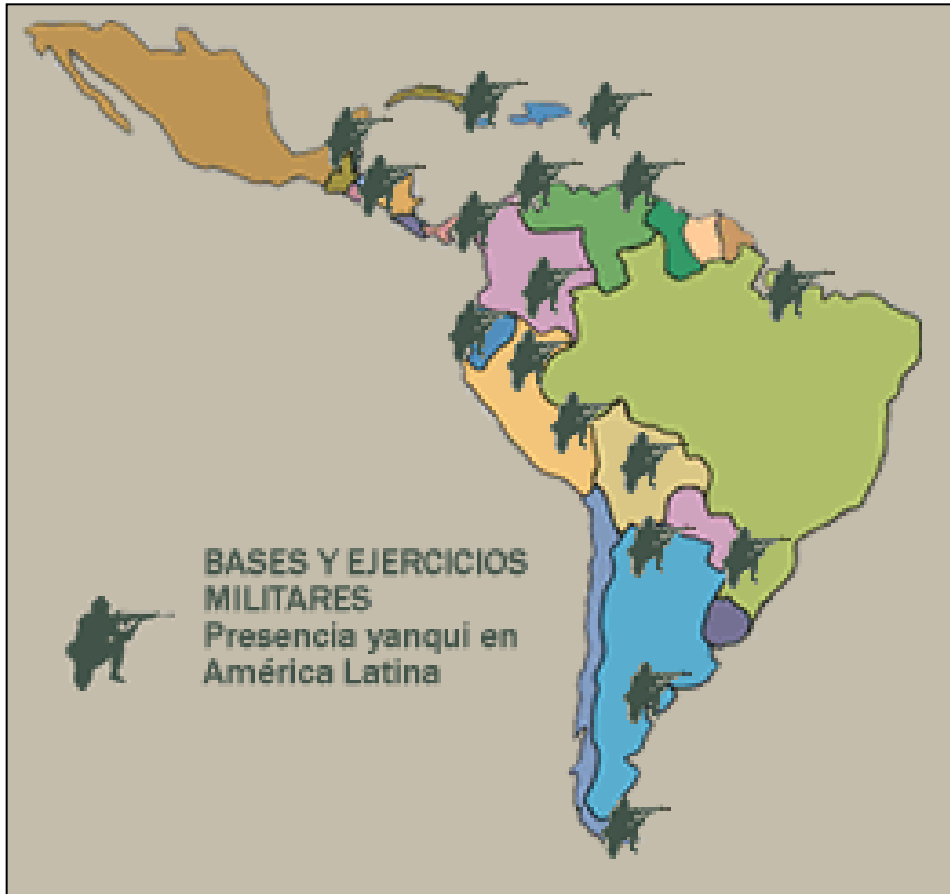 BASES Y EJERCICIOS
MILITARES
Presencia yanqui en
América Latina